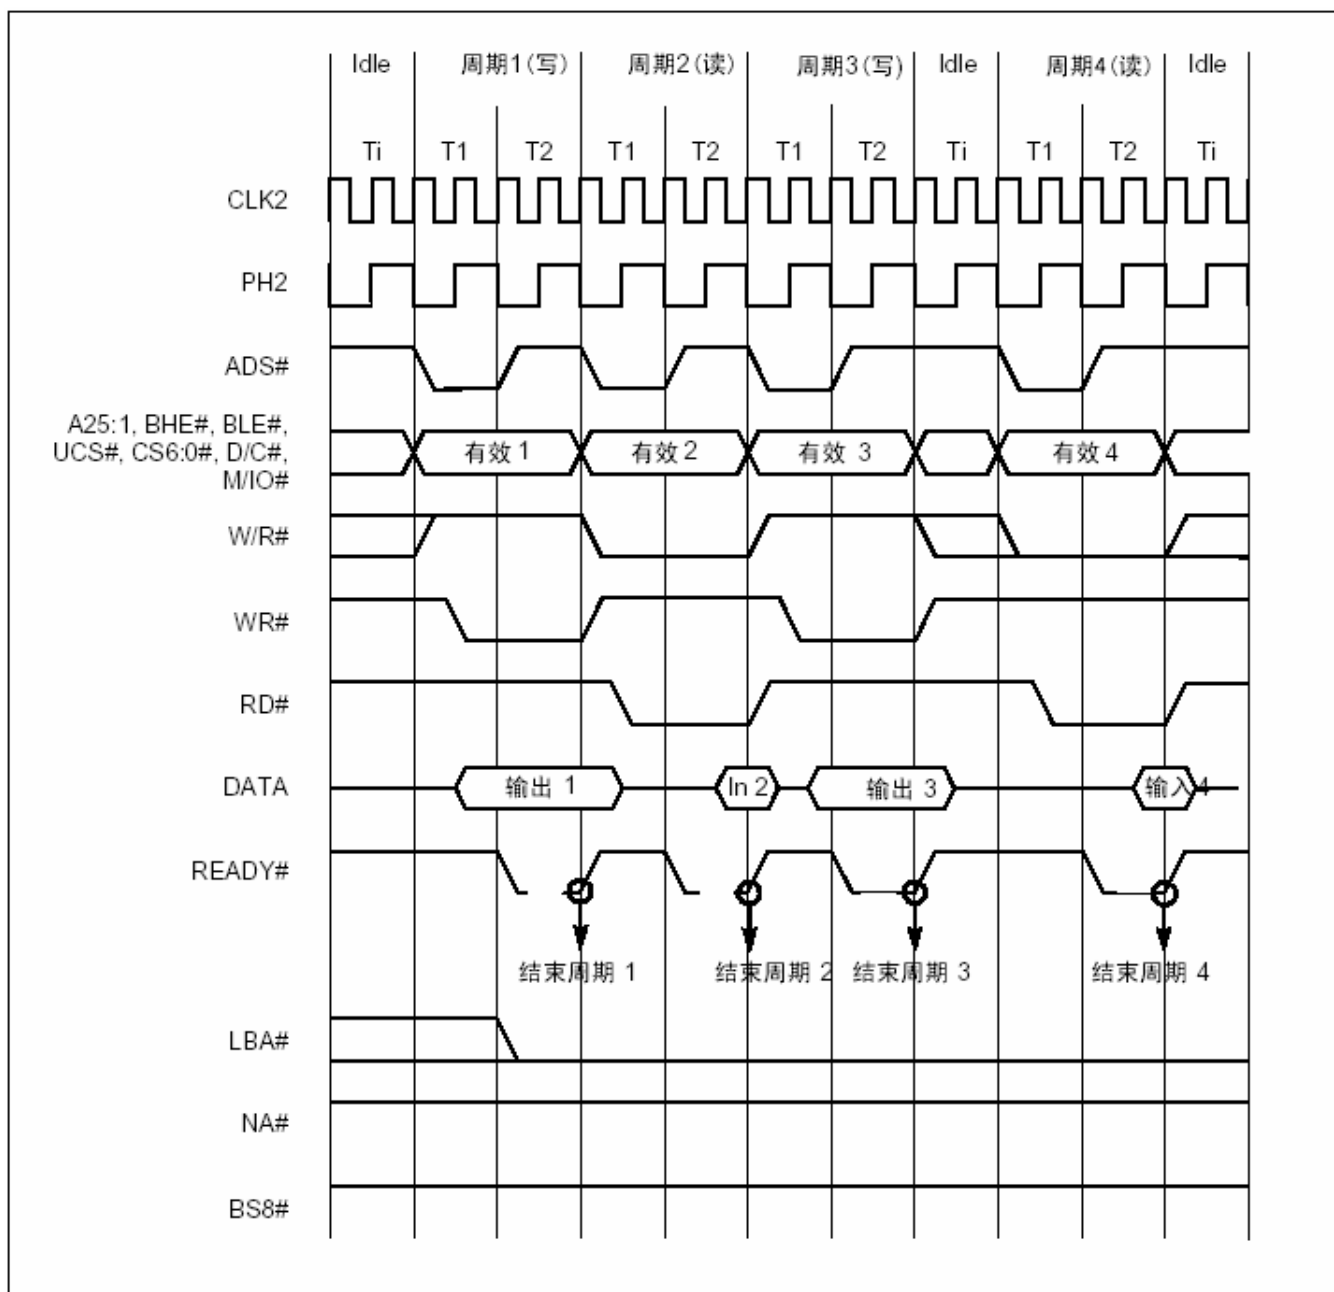 Idle 周期1(写) 周期2(读) 周期3(写) Idle 周期4(读) Idle
Ti T1 T2 T1 T2 T1 T2 Ti T1 T2 Ti
CLK2
PH2
ADS#
A25:1, BHE#, BLE#,
UCS#, CS6:0#, D/C#,
M/IO#
有效 1 有效 2 有效 3 有效 4
W/R#
WR#
RD#
DATA 输出 1 In 2 输出 3 输入 4
READY#
结束周期 1 结束周期 2 结束周期 3 结束周期 4
LBA#
NA#
BS8#